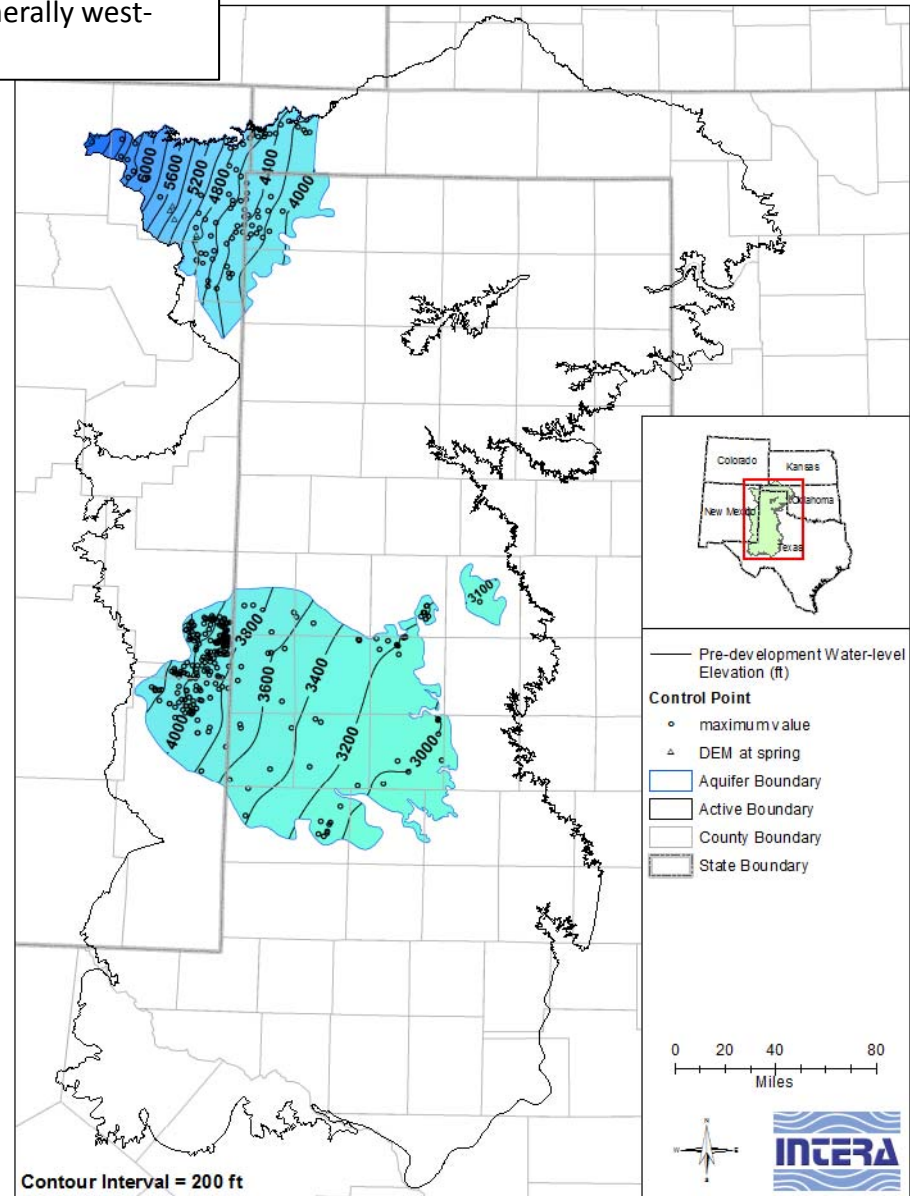 nerally west-
6000
5600
5200
4800
4400
4000
3100
3800
3600
3400
4000
3200
3000
Colorado
Kansas
New Mexico
Oklahoma
Texas
Pre-development Water-level
Elevation (ft)
Control Point
maximum value
DEM at spring
Aquifer Boundary
Active Boundary
County Boundary
State Boundary
0 20 40 80
Miles
N
W E
S
INTERA
Contour Interval = 200 ft